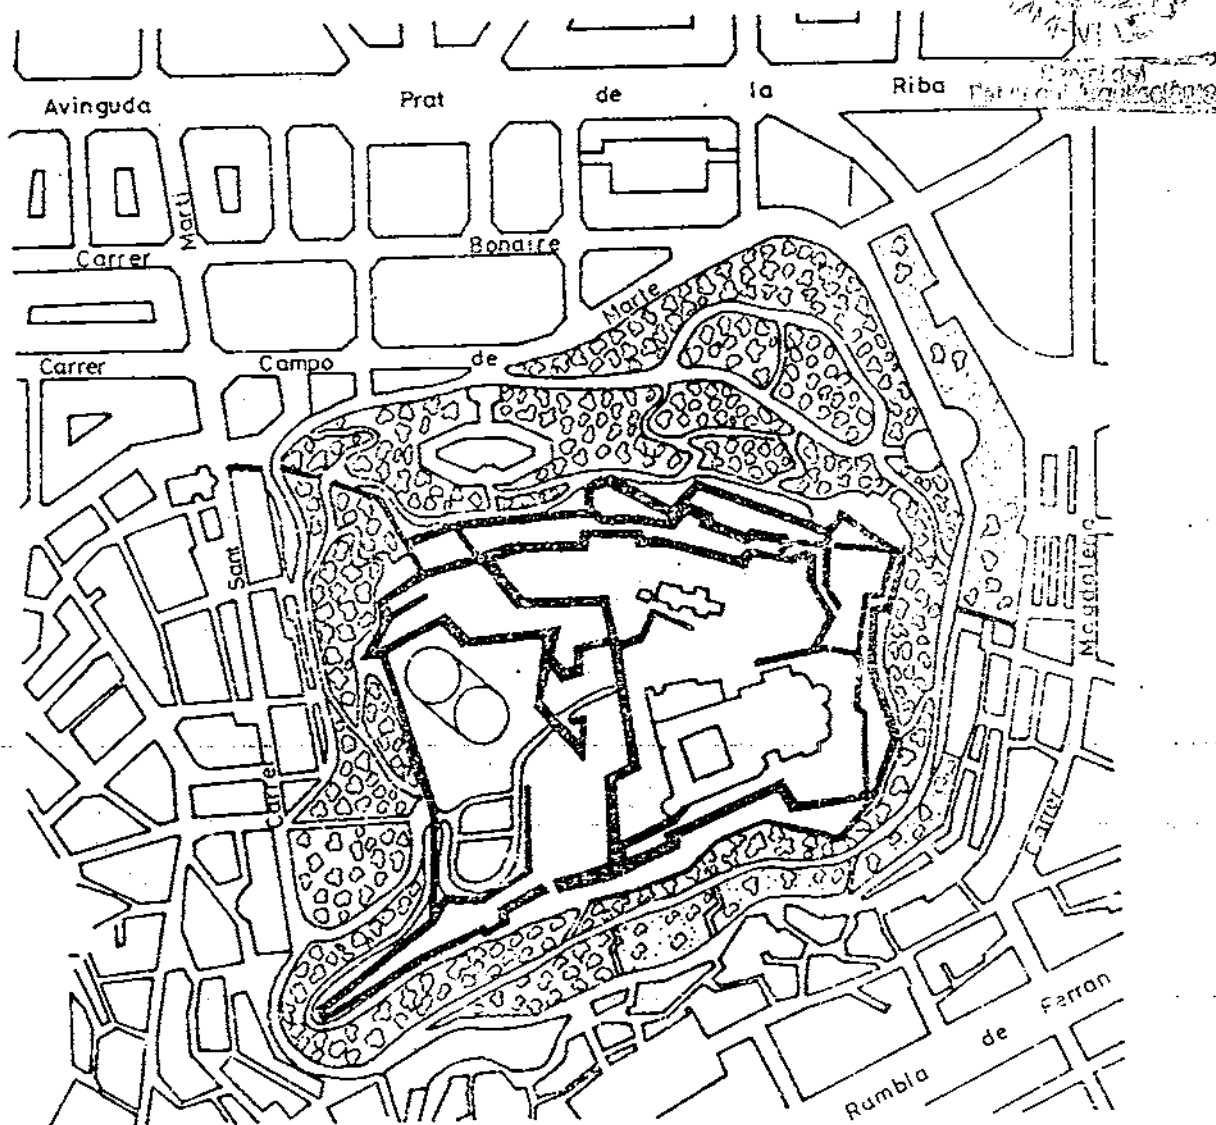 Avinguda Prat de la Riba
Martí
Carrer Bonaire
Marte
Carrer Campo de
Sant
Carrer
Magdalena
Carrer
Rambla de Ferran